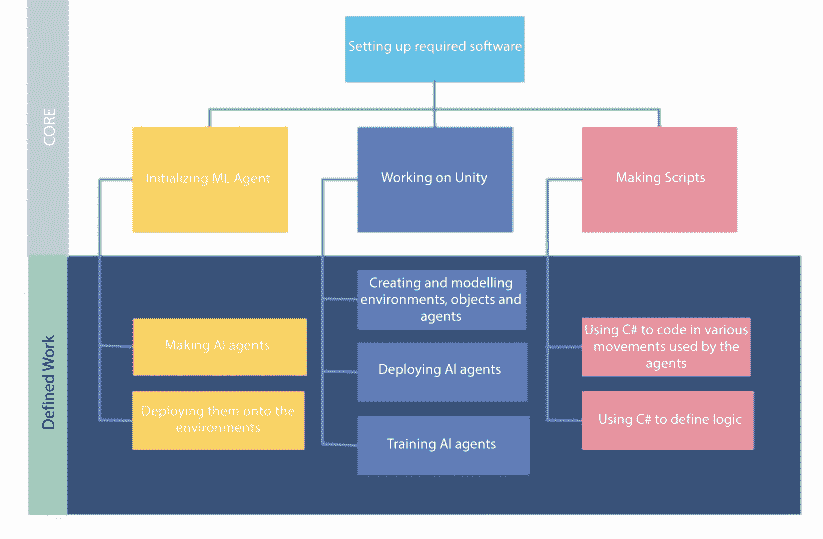 Setting up required software
CORE
Initializing ML Agent
Working on Unity
Making Scripts
Defined Work
Creating and modelling
environments, objects and
agents
Making AI agents
Using C# to code in various
movements used by the
agents
Deploying AI agents
Deploying them onto the
environments
Using C# to define logic
Training AI agents